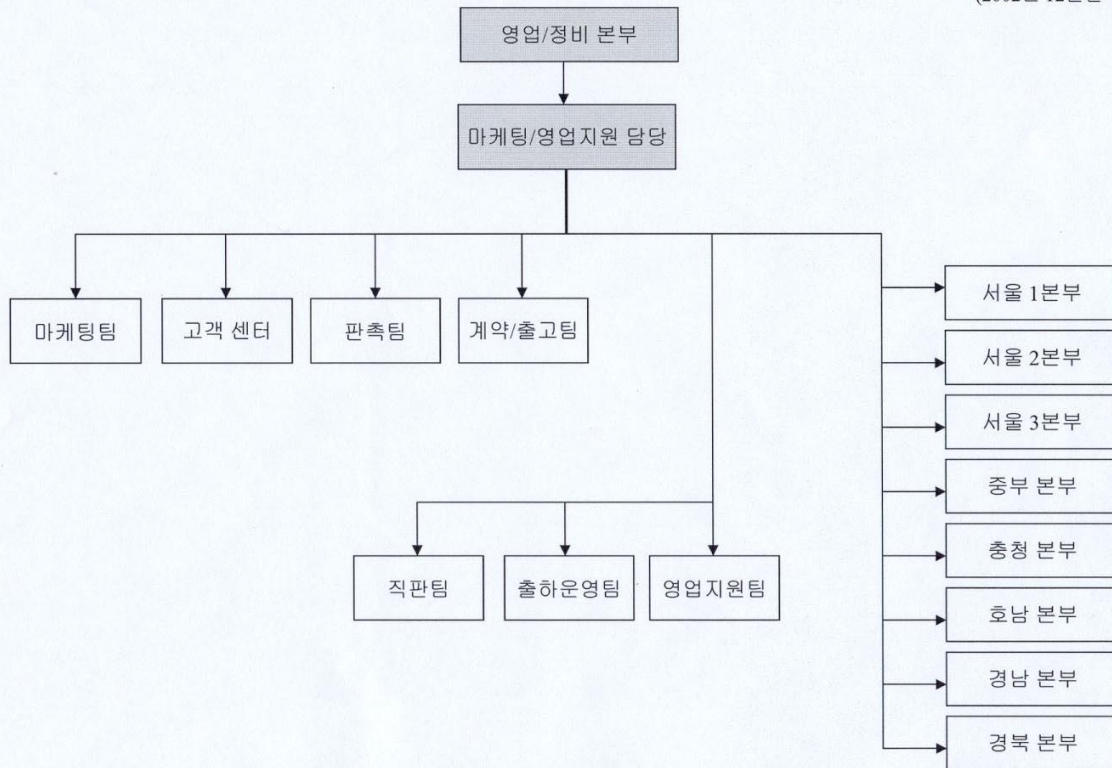 영업/정비 본부
마케팅/영업지원 담당
마케팅팀
고객 센터
판촉팀
계약/출고팀
서울 1본부
서울 2본부
서울 3본부
중부 본부
충청 본부
호남 본부
경남 본부
경북 본부
직판팀
출하운영팀
영업지원팀